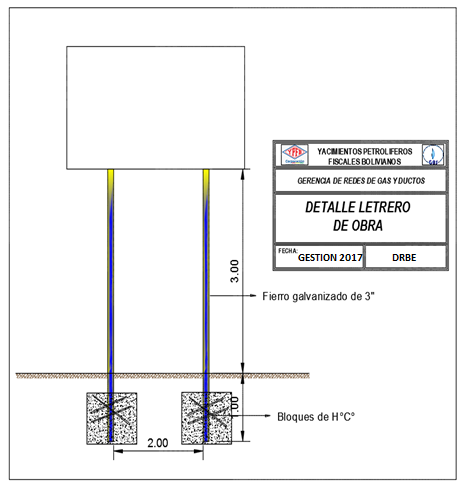 YPFB
YACIMIENTOS PETROLIFEROS
FISCALES BOLIVIANOS
GERENCIA DE REDES DE GAS Y DUCTOS
DETALLE LETRERO
DE OBRA
FECHA:
GESTION 2017
DRBE
3.00
Fierro galvanizado de 3"
.00
Bloques de H°C°
2.00